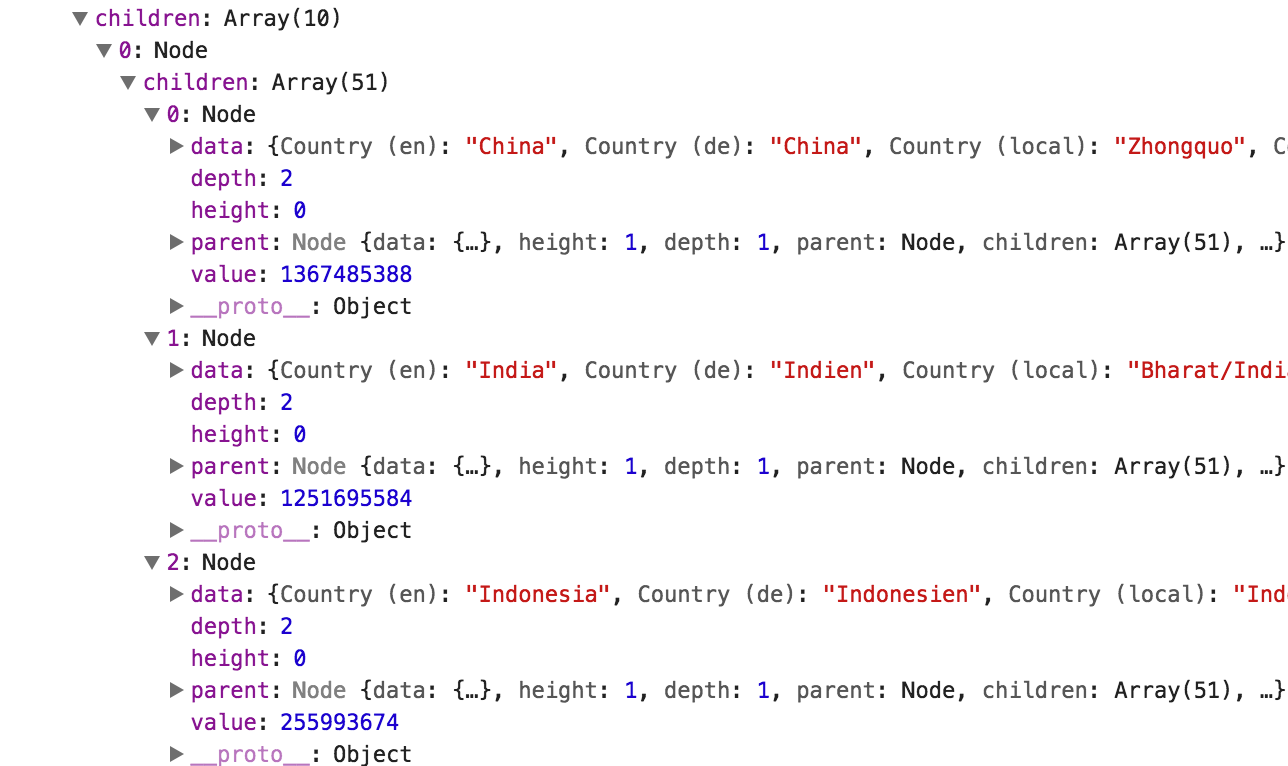 ▼ children: Array(10)
▼ 0: Node
▼ children: Array(51)
▼ 0: Node
▶ data: {Country (en): "China", Country (de): "China", Country (local): "Zhongquo", C
depth: 2
height: 0
▶ parent: Node {data: {…}, height: 1, depth: 1, parent: Node, children: Array(51), …}
value: 1367485388
▶ __proto__: Object
▼ 1: Node
▶ data: {Country (en): "India", Country (de): "Indien", Country (local): "Bharat/Indi
depth: 2
height: 0
▶ parent: Node {data: {…}, height: 1, depth: 1, parent: Node, children: Array(51), …}
value: 1251695584
▶ __proto__: Object
▼ 2: Node
▶ data: {Country (en): "Indonesia", Country (de): "Indonesien", Country (local): "Ind
depth: 2
height: 0
▶ parent: Node {data: {…}, height: 1, depth: 1, parent: Node, children: Array(51), …}
value: 255993674
▶ __proto__: Object